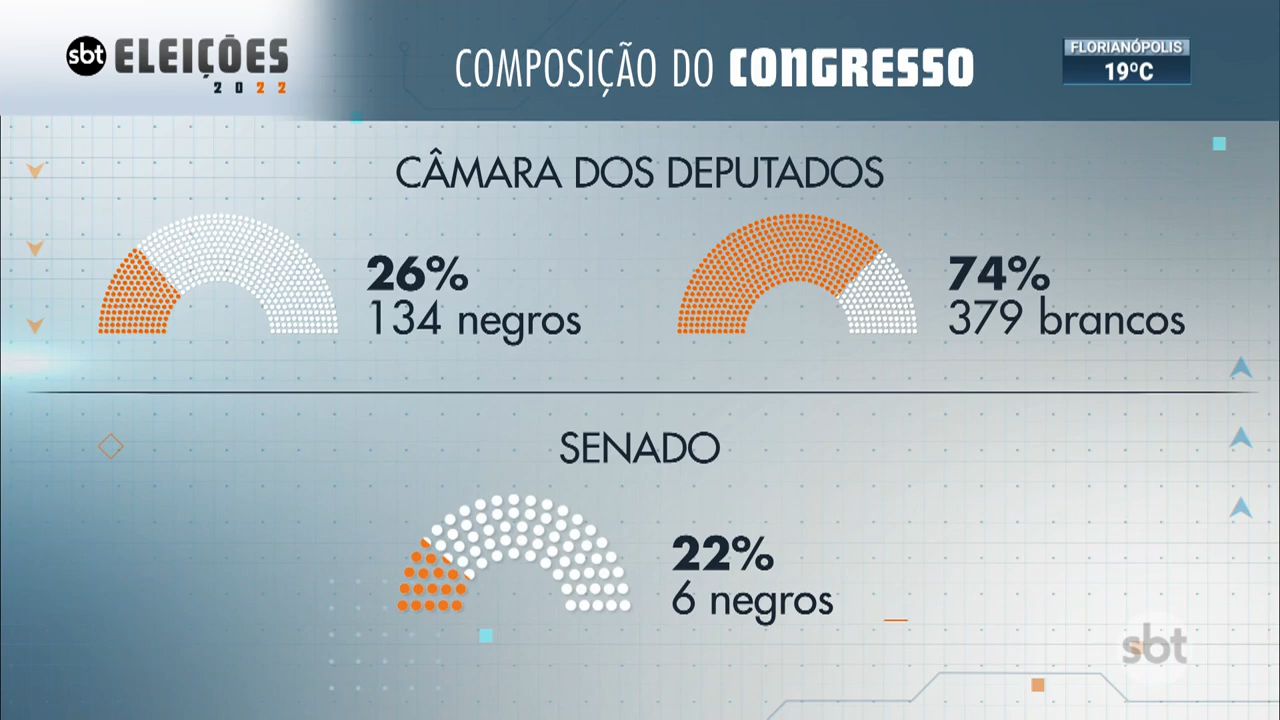 sbt ELEIÇÕES
2022
COMPOSIÇÃO DO CONGRESSO
FLORIANÓPOLIS
19ºC
CÂMARA DOS DEPUTADOS
26%
134 negros
74%
379 brancos
SENADO
22%
6 negros
sbt